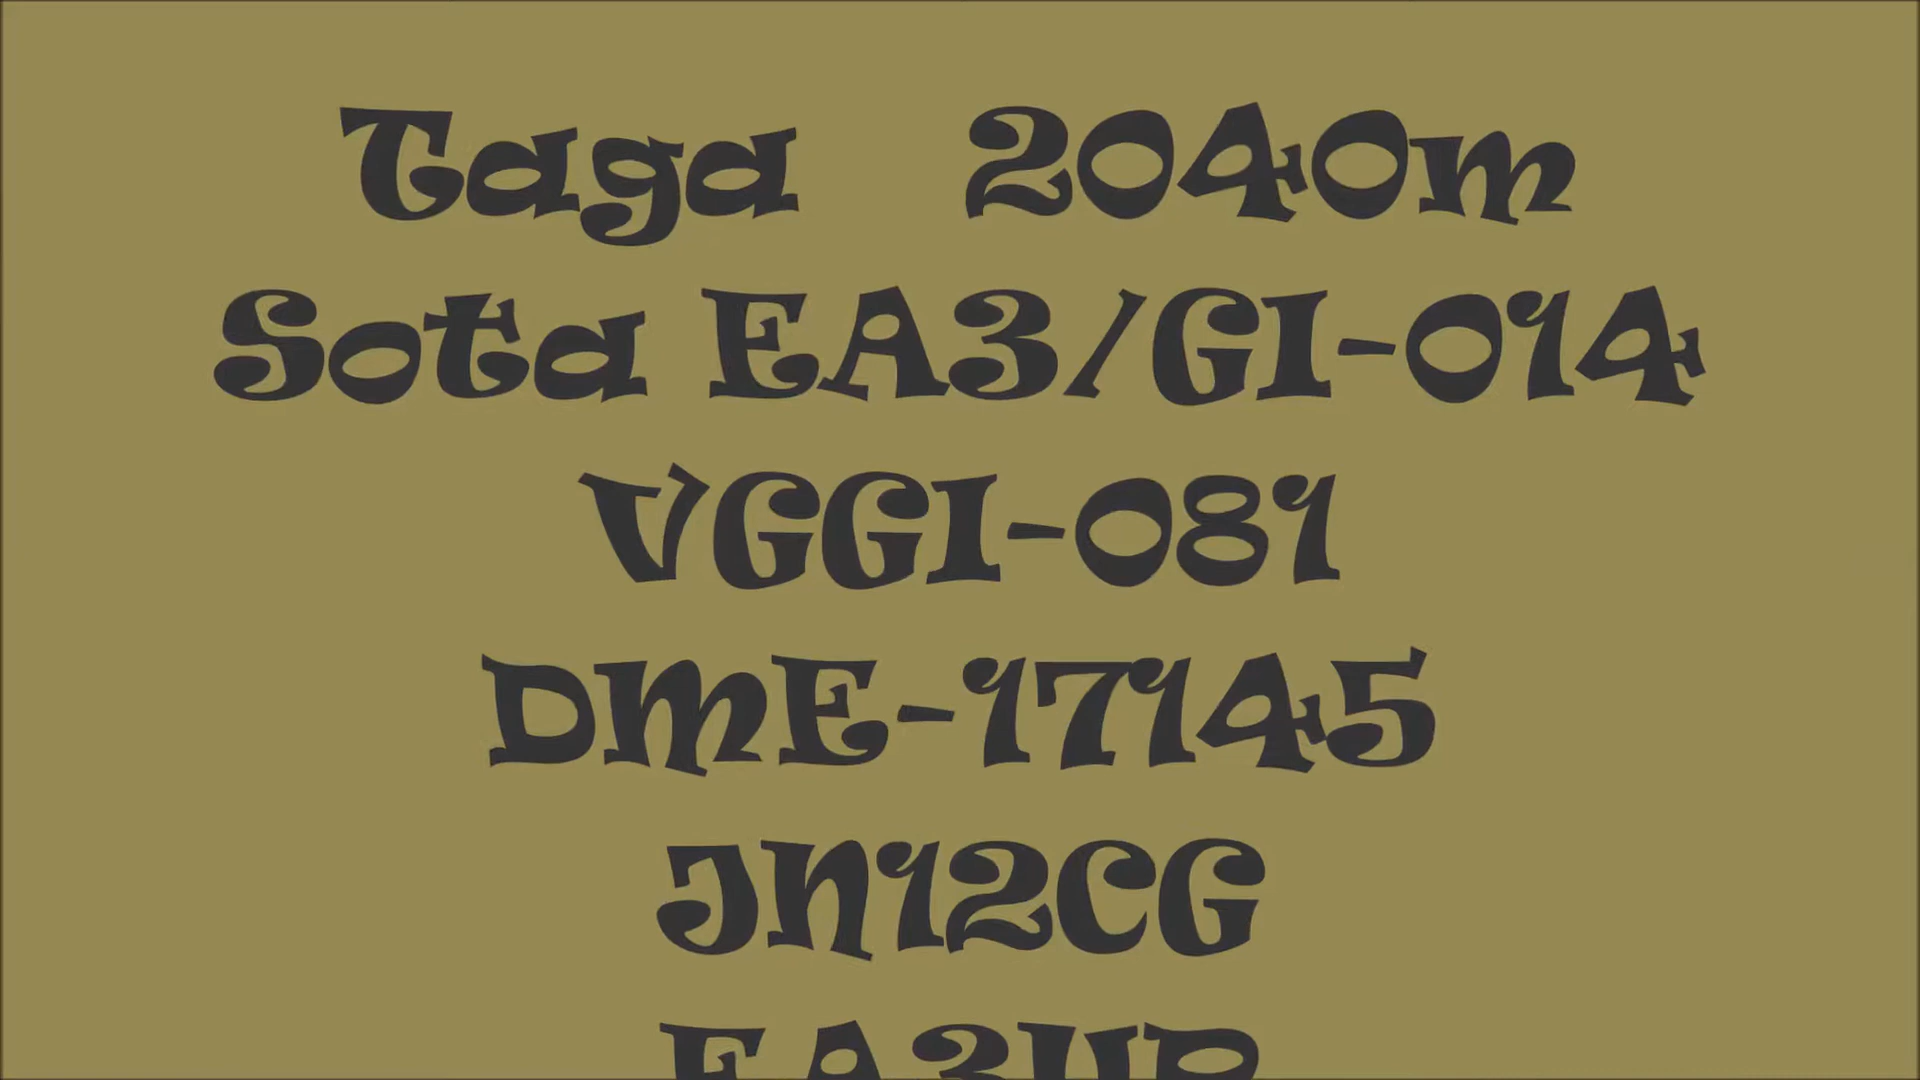 Taga 2040m
Sota EA3/GI-014
VGGI-081
DME-17145
JN12CG